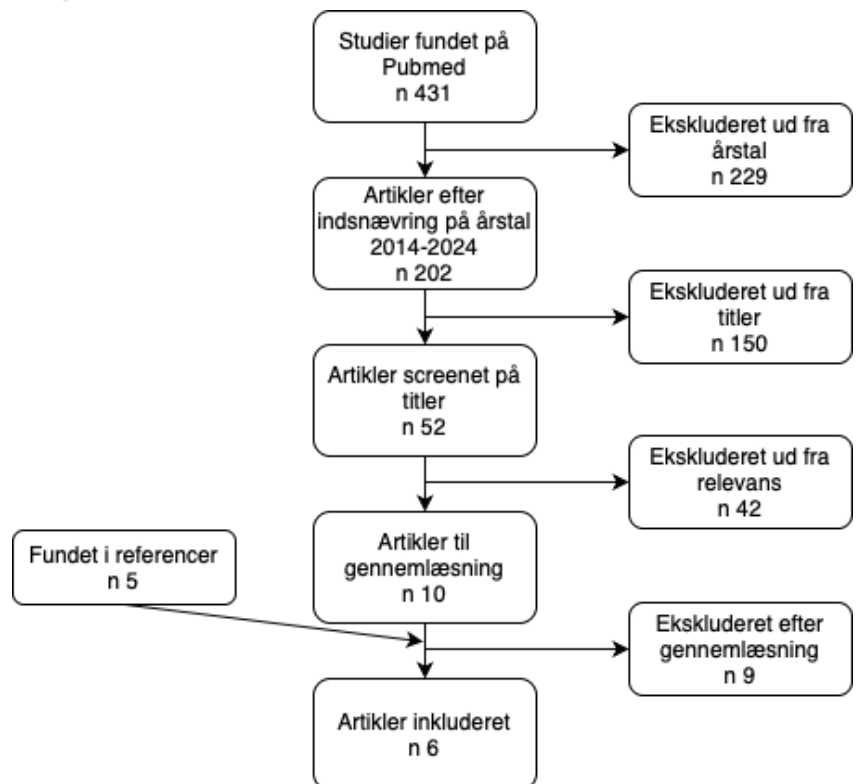 Studier fundet på
Pubmed
n 431
Ekskluderet ud fra
årstal
n 229
Artikler efter
indsnævring på årstal
2014-2024
n 202
Ekskluderet ud fra
titler
n 150
Artikler screenet på
titler
n 52
Ekskluderet ud fra
relevans
n 42
Fundet i referencer
n 5
Artikler til
gennemlæsning
n 10
Ekskluderet efter
gennemlæsning
n 9
Artikler inkluderet
n 6